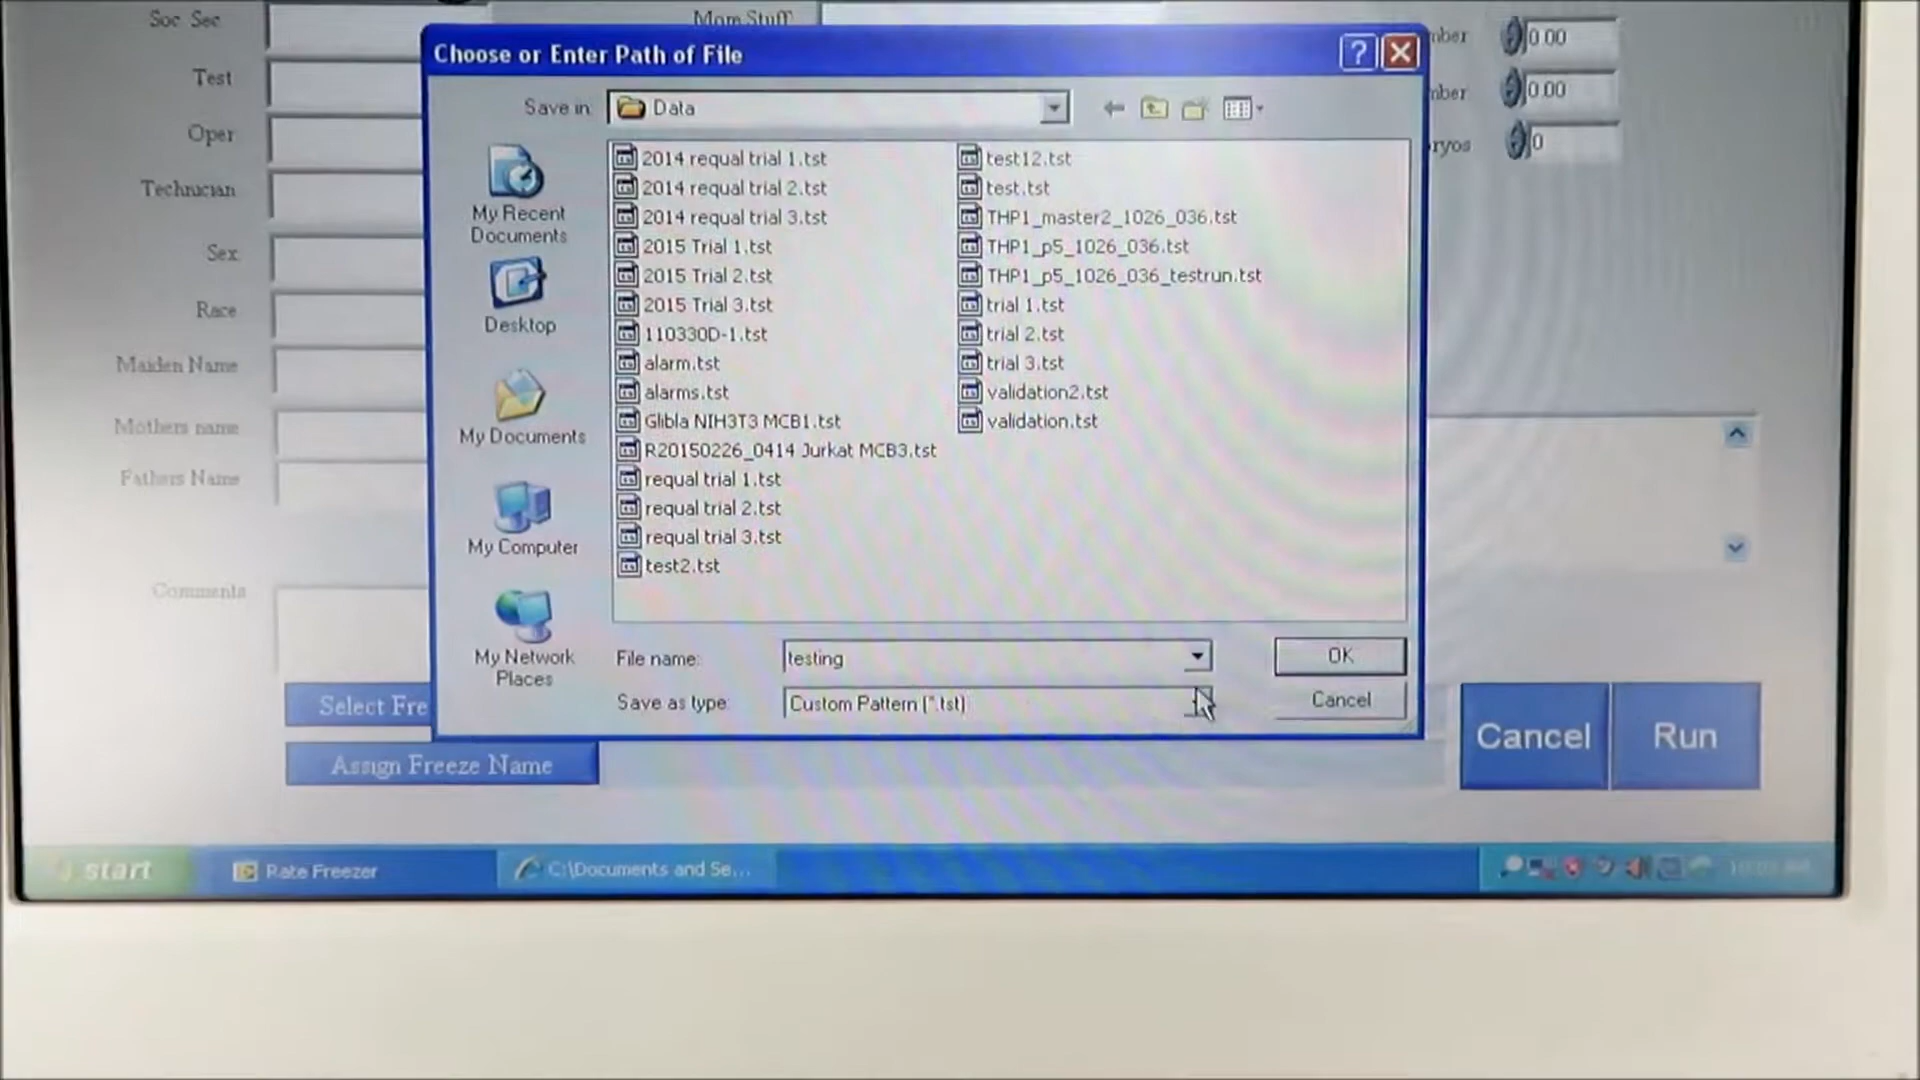 Soc Sec
More Stuff
Test
Oper
Technician
Sex
Race
Maiden Name
Mothers name
Fathers Name
Comments
Choose or Enter Path of File
Save in:
Data
My Recent
Documents
Desktop
My Documents
My Computer
My Network
Places
2014 requal trial 1.tst
2014 requal trial 2.tst
2014 requal trial 3.tst
2015 Trial 1.tst
2015 Trial 2.tst
2015 Trial 3.tst
110330D-1.tst
alarm.tst
alarms.tst
Glibla NIH3T3 MCB1.tst
R20150226_0414 Jurkat MCB3.tst
requal trial 1.tst
requal trial 2.tst
requal trial 3.tst
test2.tst
test12.tst
test.tst
THP1_master2_1026_036.tst
THP1_p5_1026_036.tst
THP1_p5_1026_036_testrun.tst
trial 1.tst
trial 2.tst
trial 3.tst
validation2.tst
validation.tst
File name:
testing
OK
Save as type:
Custom Pattern (*.tst)
Cancel
mber
0.00
mber
0.00
ryos
0
Select Fre
Assign Freeze Name
Cancel
Run
start
Rate Freezer
C:\Documents and Se...